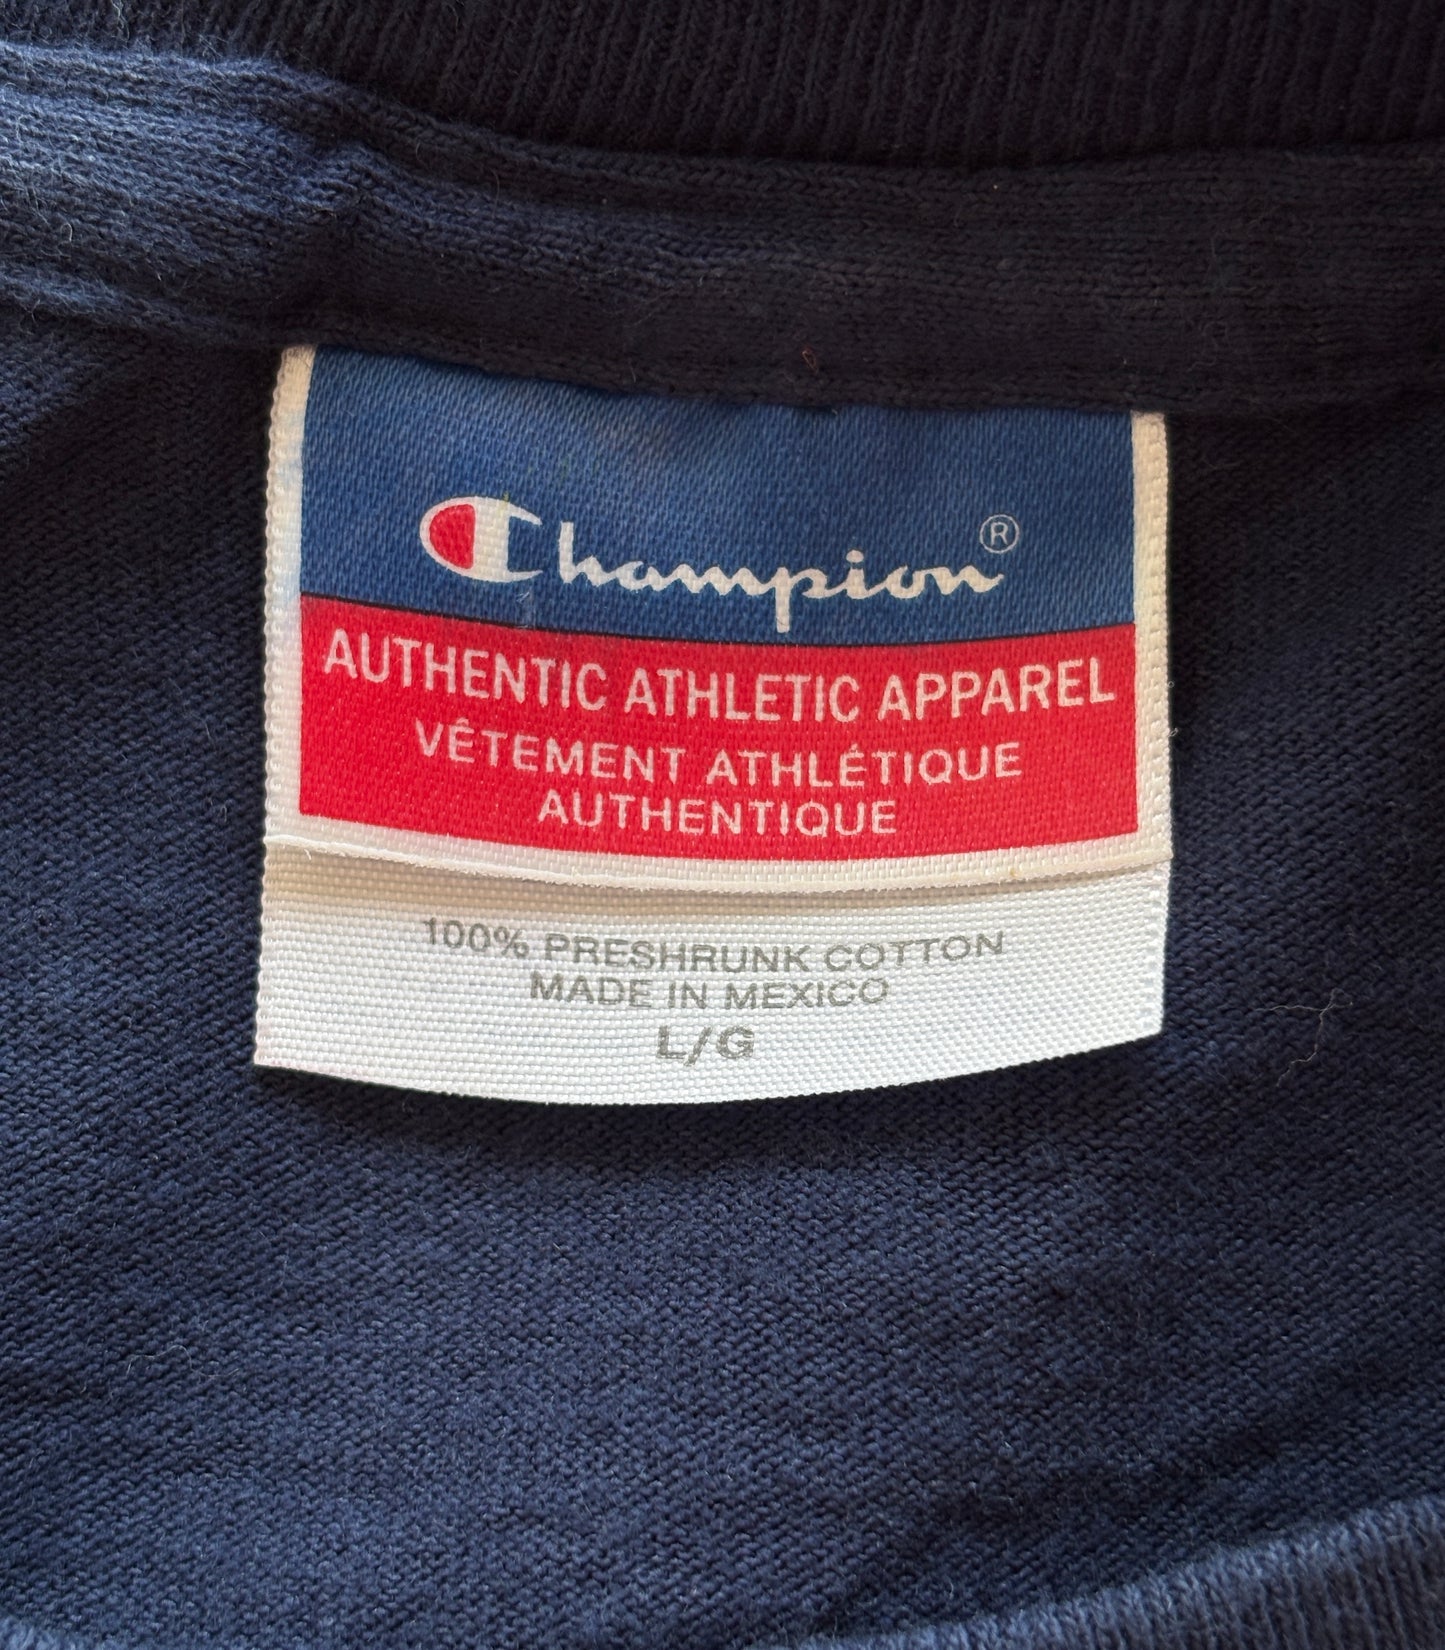 Champion®
AUTHENTIC ATHLETIC APPAREL
VÊTEMENT ATHLÉTIQUE
AUTHENTIQUE
100% PRESHRUNK COTTON
MADE IN MEXICO
L/G